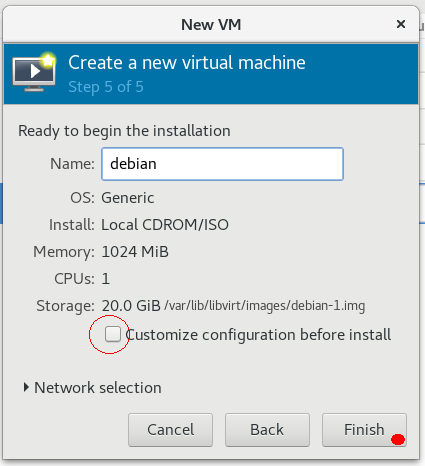 New VM
Create a new virtual machine
Step 5 of 5
Ready to begin the installation
Name: debian
OS: Generic
Install: Local CDROM/ISO
Memory: 1024 MiB
CPUs: 1
Storage: 20.0 GiB /var/lib/libvirt/images/debian-1.img
Customize configuration before install
Network selection
Cancel Back Finish